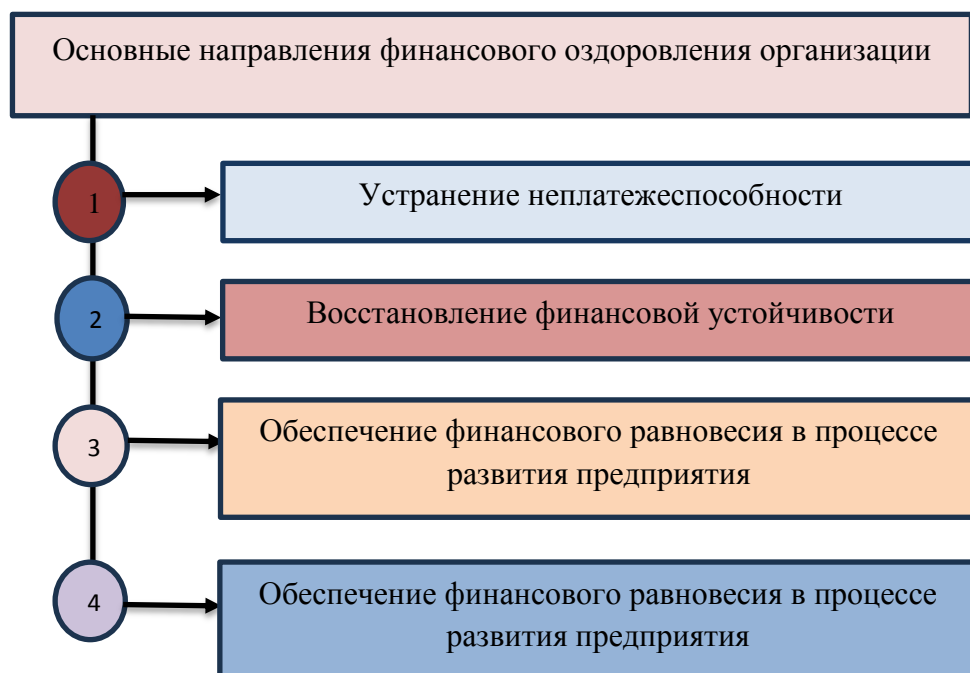 Основные направления финансового оздоровления организации
1
Устранение неплатежеспособности
2
Восстановление финансовой устойчивости
3
Обеспечение финансового равновесия в процессе
развития предприятия
4
Обеспечение финансового равновесия в процессе
развития предприятия